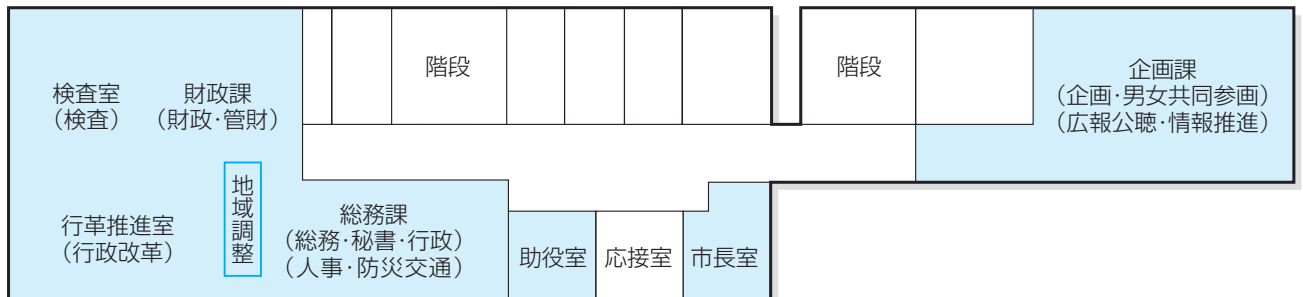 階段
階段
企画課
（企画・男女共同参画）
（広報公聴・情報推進）
検査室
（検査）
財政課
（財政・管財）
地域調整
行革推進室
（行政改革）
総務課
（総務・秘書・行政）
（人事・防災交通）
助役室
応接室
市長室